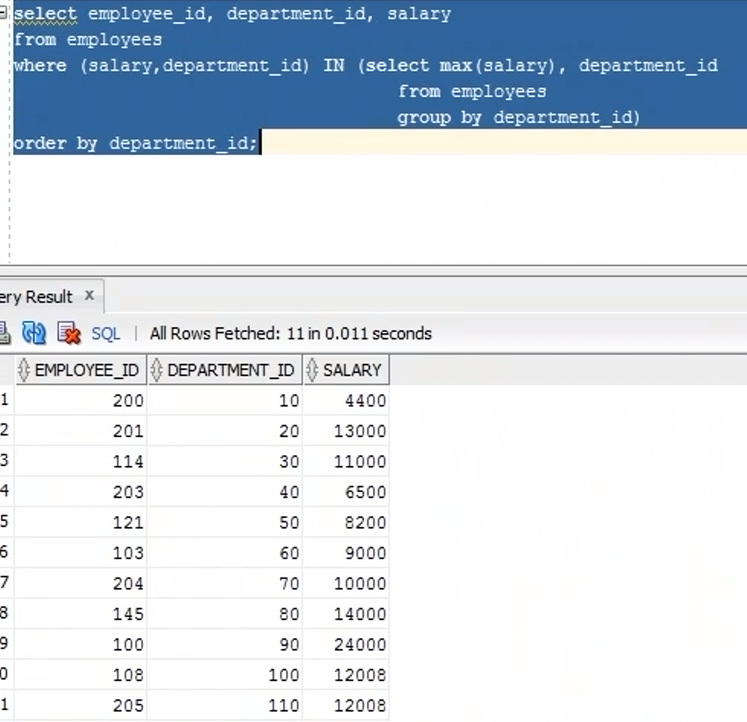 select employee_id, department_id, salary
from employees
where (salary,department_id) IN (select max(salary), department_id
from employees
group by department_id)
order by department_id;
ery Result x
SQL | All Rows Fetched: 11 in 0.011 seconds
EMPLOYEE_ID DEPARTMENT_ID SALARY
1 200 10 4400
2 201 20 13000
3 114 30 11000
4 203 40 6500
5 121 50 8200
6 103 60 9000
7 204 70 10000
8 145 80 14000
9 100 90 24000
0 108 100 12008
1 205 110 12008